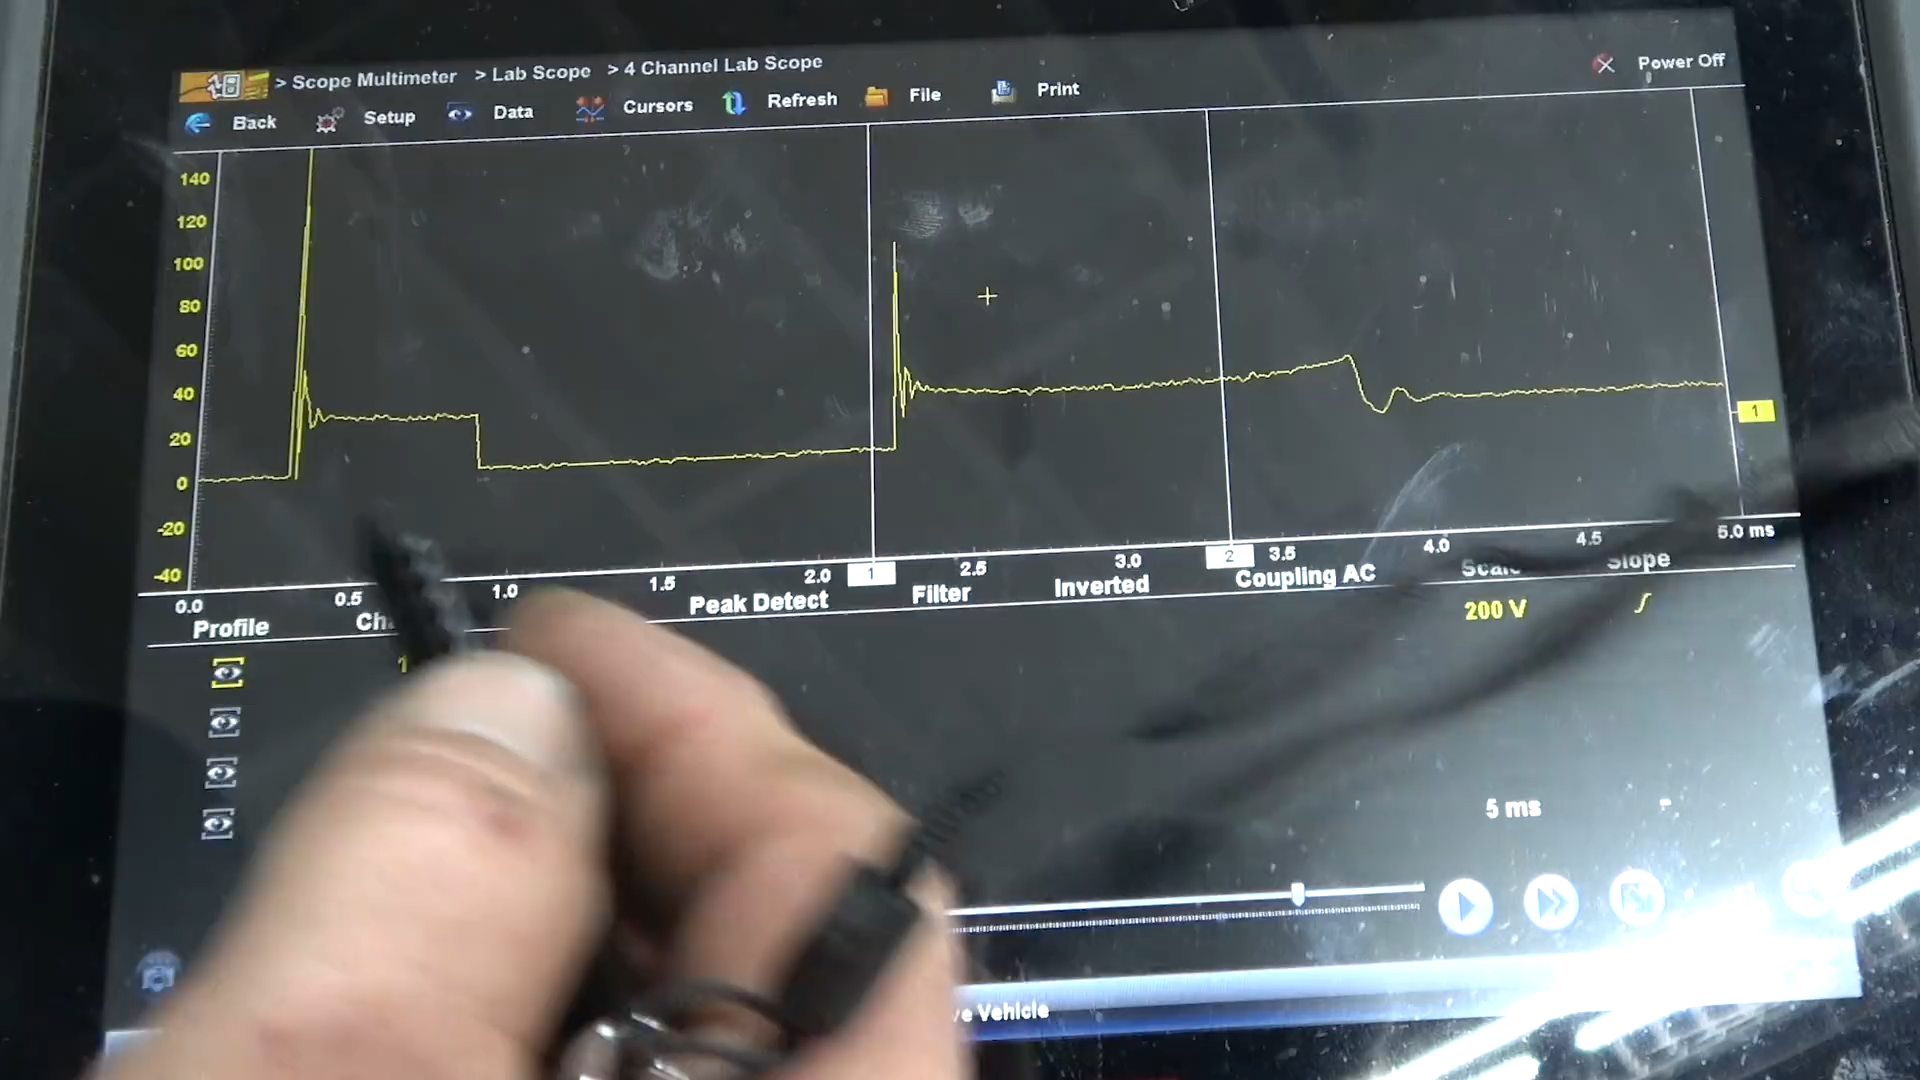 > Scope Multimeter > Lab Scope > 4 Channel Lab Scope
Power Off
Back Setup Data Cursors Refresh File Print
140
120
100
80
60
40
20
0
-20
-40
1
0.0 0.5 1.0 1.5 2.0 1 2.5 3.0 2 3.5 4.0 4.5 5.0 ms
Profile Peak Detect Filter Inverted Coupling AC Scale Slope
200 V
5 ms
Vehicle